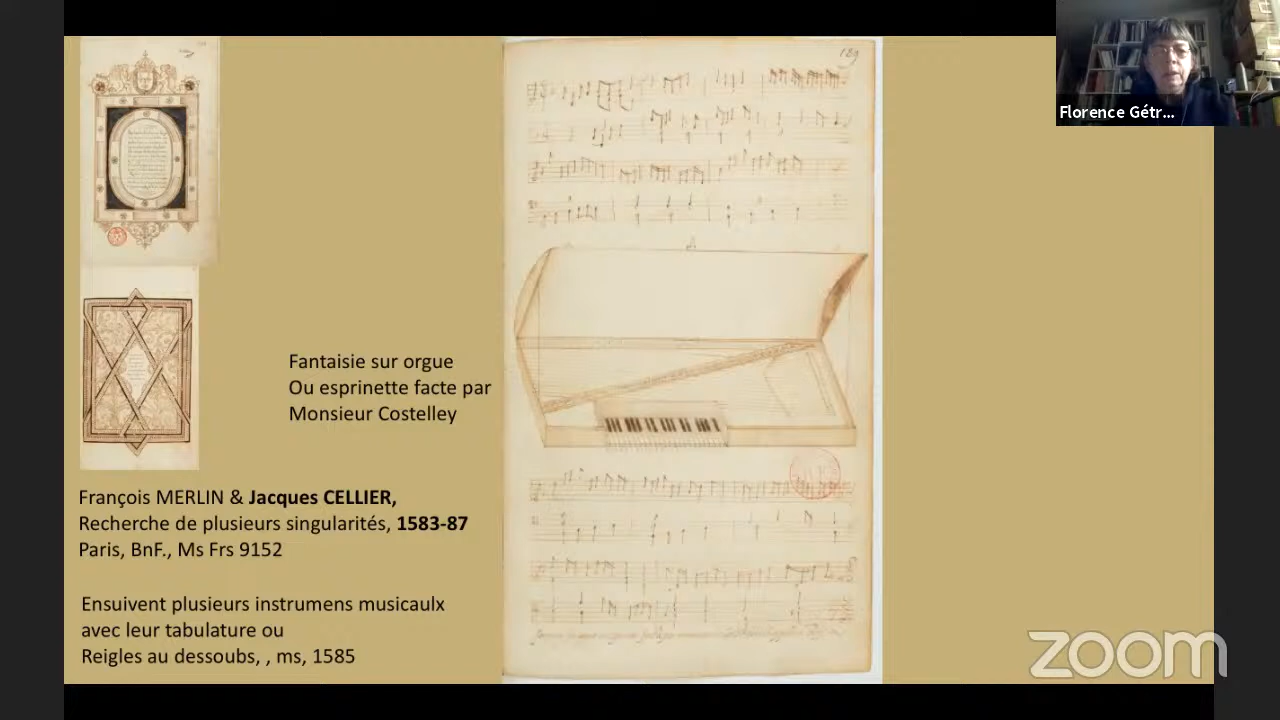 Florence Gétr...
189
Fantaisie sur orgue
Ou esprinette facte par
Monsieur Costelley
François MERLIN & Jacques CELLIER,
Recherche de plusieurs singularités, 1583-87
Paris, BnF., Ms Frs 9152
Ensuivent plusieurs instrumens musicaulx
avec leur tabulature ou
Reigles au dessoubs, , ms, 1585
zoom